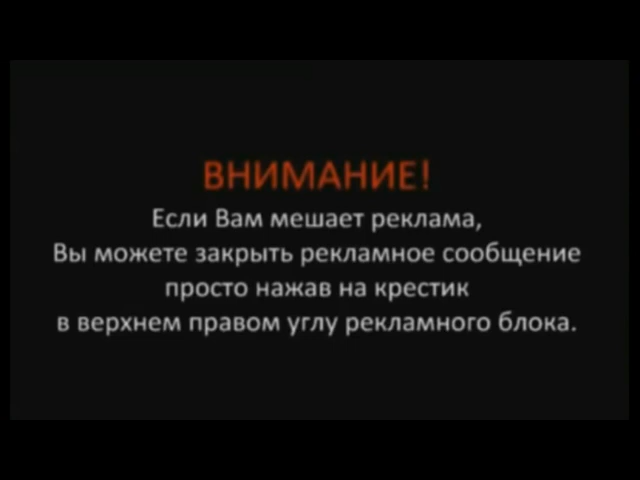 ВНИМАНИЕ!
Если Вам мешает реклама,
Вы можете закрыть рекламное сообщение
просто нажав на крестик
в верхнем правом углу рекламного блока.